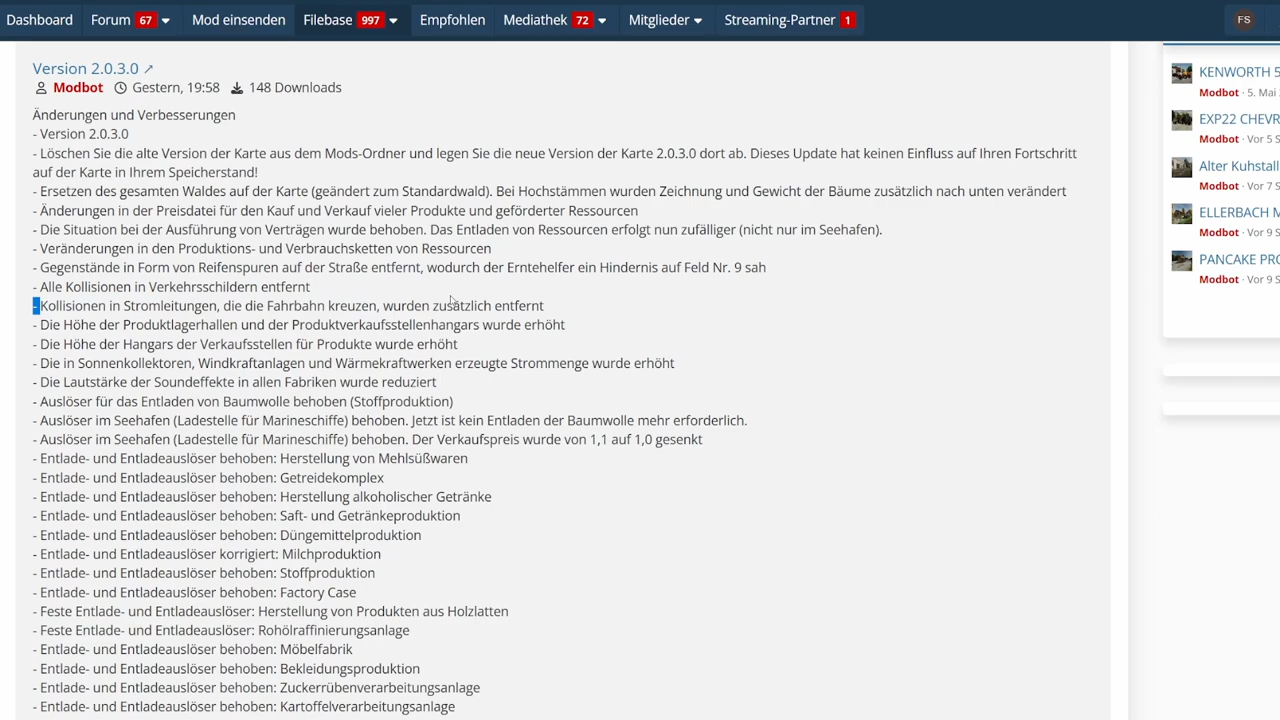 Dashboard Forum 67 Mod einsenden Filebase 997 Empfohlen Mediathek 72 Mitglieder Streaming-Partner 1 FS
Version 2.0.3.0
Modbot Gestern, 19:58 148 Downloads
Änderungen und Verbesserungen
- Version 2.0.3.0
- Löschen Sie die alte Version der Karte aus dem Mods-Ordner und legen Sie die neue Version der Karte 2.0.3.0 dort ab. Dieses Update hat keinen Einfluss auf Ihren Fortschritt
auf der Karte in Ihrem Speicherstand!
- Ersetzen des gesamten Waldes auf der Karte (geändert zum Standardwald). Bei Hochstämmen wurden Zeichnung und Gewicht der Bäume zusätzlich nach unten verändert
- Änderungen in der Preisdatei für den Kauf und Verkauf vieler Produkte und geförderter Ressourcen
- Die Situation bei der Ausführung von Verträgen wurde behoben. Das Entladen von Ressourcen erfolgt nun zufälliger (nicht nur im Seehafen).
- Veränderungen in den Produktions- und Verbrauchsketten von Ressourcen
- Gegenstände in Form von Reifenspuren auf der Straße entfernt, wodurch der Erntehelfer ein Hindernis auf Feld Nr. 9 sah
- Alle Kollisionen in Verkehrsschildern entfernt
- Kollisionen in Stromleitungen, die die Fahrbahn kreuzen, wurden zusätzlich entfernt
- Die Höhe der Produktlagerhallen und der Produktverkaufsstellenhangars wurde erhöht
- Die Höhe der Hangars der Verkaufsstellen für Produkte wurde erhöht
- Die in Sonnenkollektoren, Windkraftanlagen und Wärmekraftwerken erzeugte Strommenge wurde erhöht
- Die Lautstärke der Soundeffekte in allen Fabriken wurde reduziert
- Auslöser für das Entladen von Baumwolle behoben (Stoffproduktion)
- Auslöser im Seehafen (Ladestelle für Marineschiffe) behoben. Jetzt ist kein Entladen der Baumwolle mehr erforderlich.
- Auslöser im Seehafen (Ladestelle für Marineschiffe) behoben. Der Verkaufspreis wurde von 1,1 auf 1,0 gesenkt
- Entlade- und Entladeauslöser behoben: Herstellung von Mehlsüßwaren
- Entlade- und Entladeauslöser behoben: Getreidekomplex
- Entlade- und Entladeauslöser behoben: Herstellung alkoholischer Getränke
- Entlade- und Entladeauslöser behoben: Saft- und Getränkeproduktion
- Entlade- und Entladeauslöser behoben: Düngemittelproduktion
- Entlade- und Entladeauslöser korrigiert: Milchproduktion
- Entlade- und Entladeauslöser behoben: Stoffproduktion
- Entlade- und Entladeauslöser behoben: Factory Case
- Feste Entlade- und Entladeauslöser: Herstellung von Produkten aus Holzlatten
- Feste Entlade- und Entladeauslöser: Rohölraffinierungsanlage
- Entlade- und Entladeauslöser behoben: Möbelfabrik
- Entlade- und Entladeauslöser behoben: Bekleidungsproduktion
- Entlade- und Entladeauslöser behoben: Zuckerrübenverarbeitungsanlage
- Entlade- und Entladeauslöser behoben: Kartoffelverarbeitungsanlage
KENWORTH 5
Modbot · 5. Mai
EXP22 CHEVR
Modbot · Vor 5 S
Alter Kuhstall
Modbot · Vor 7 S
ELLERBACH M
Modbot · Vor 9 S
PANCAKE PRO
Modbot · Vor 9 S